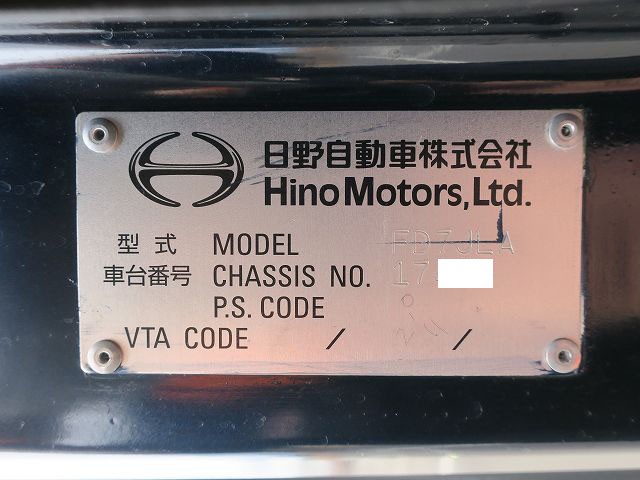 日野自動車株式会社
Hino Motors, Ltd.
型式 MODEL FD7JLA
車台番号 CHASSIS NO. 17
P.S. CODE
VTA CODE / /